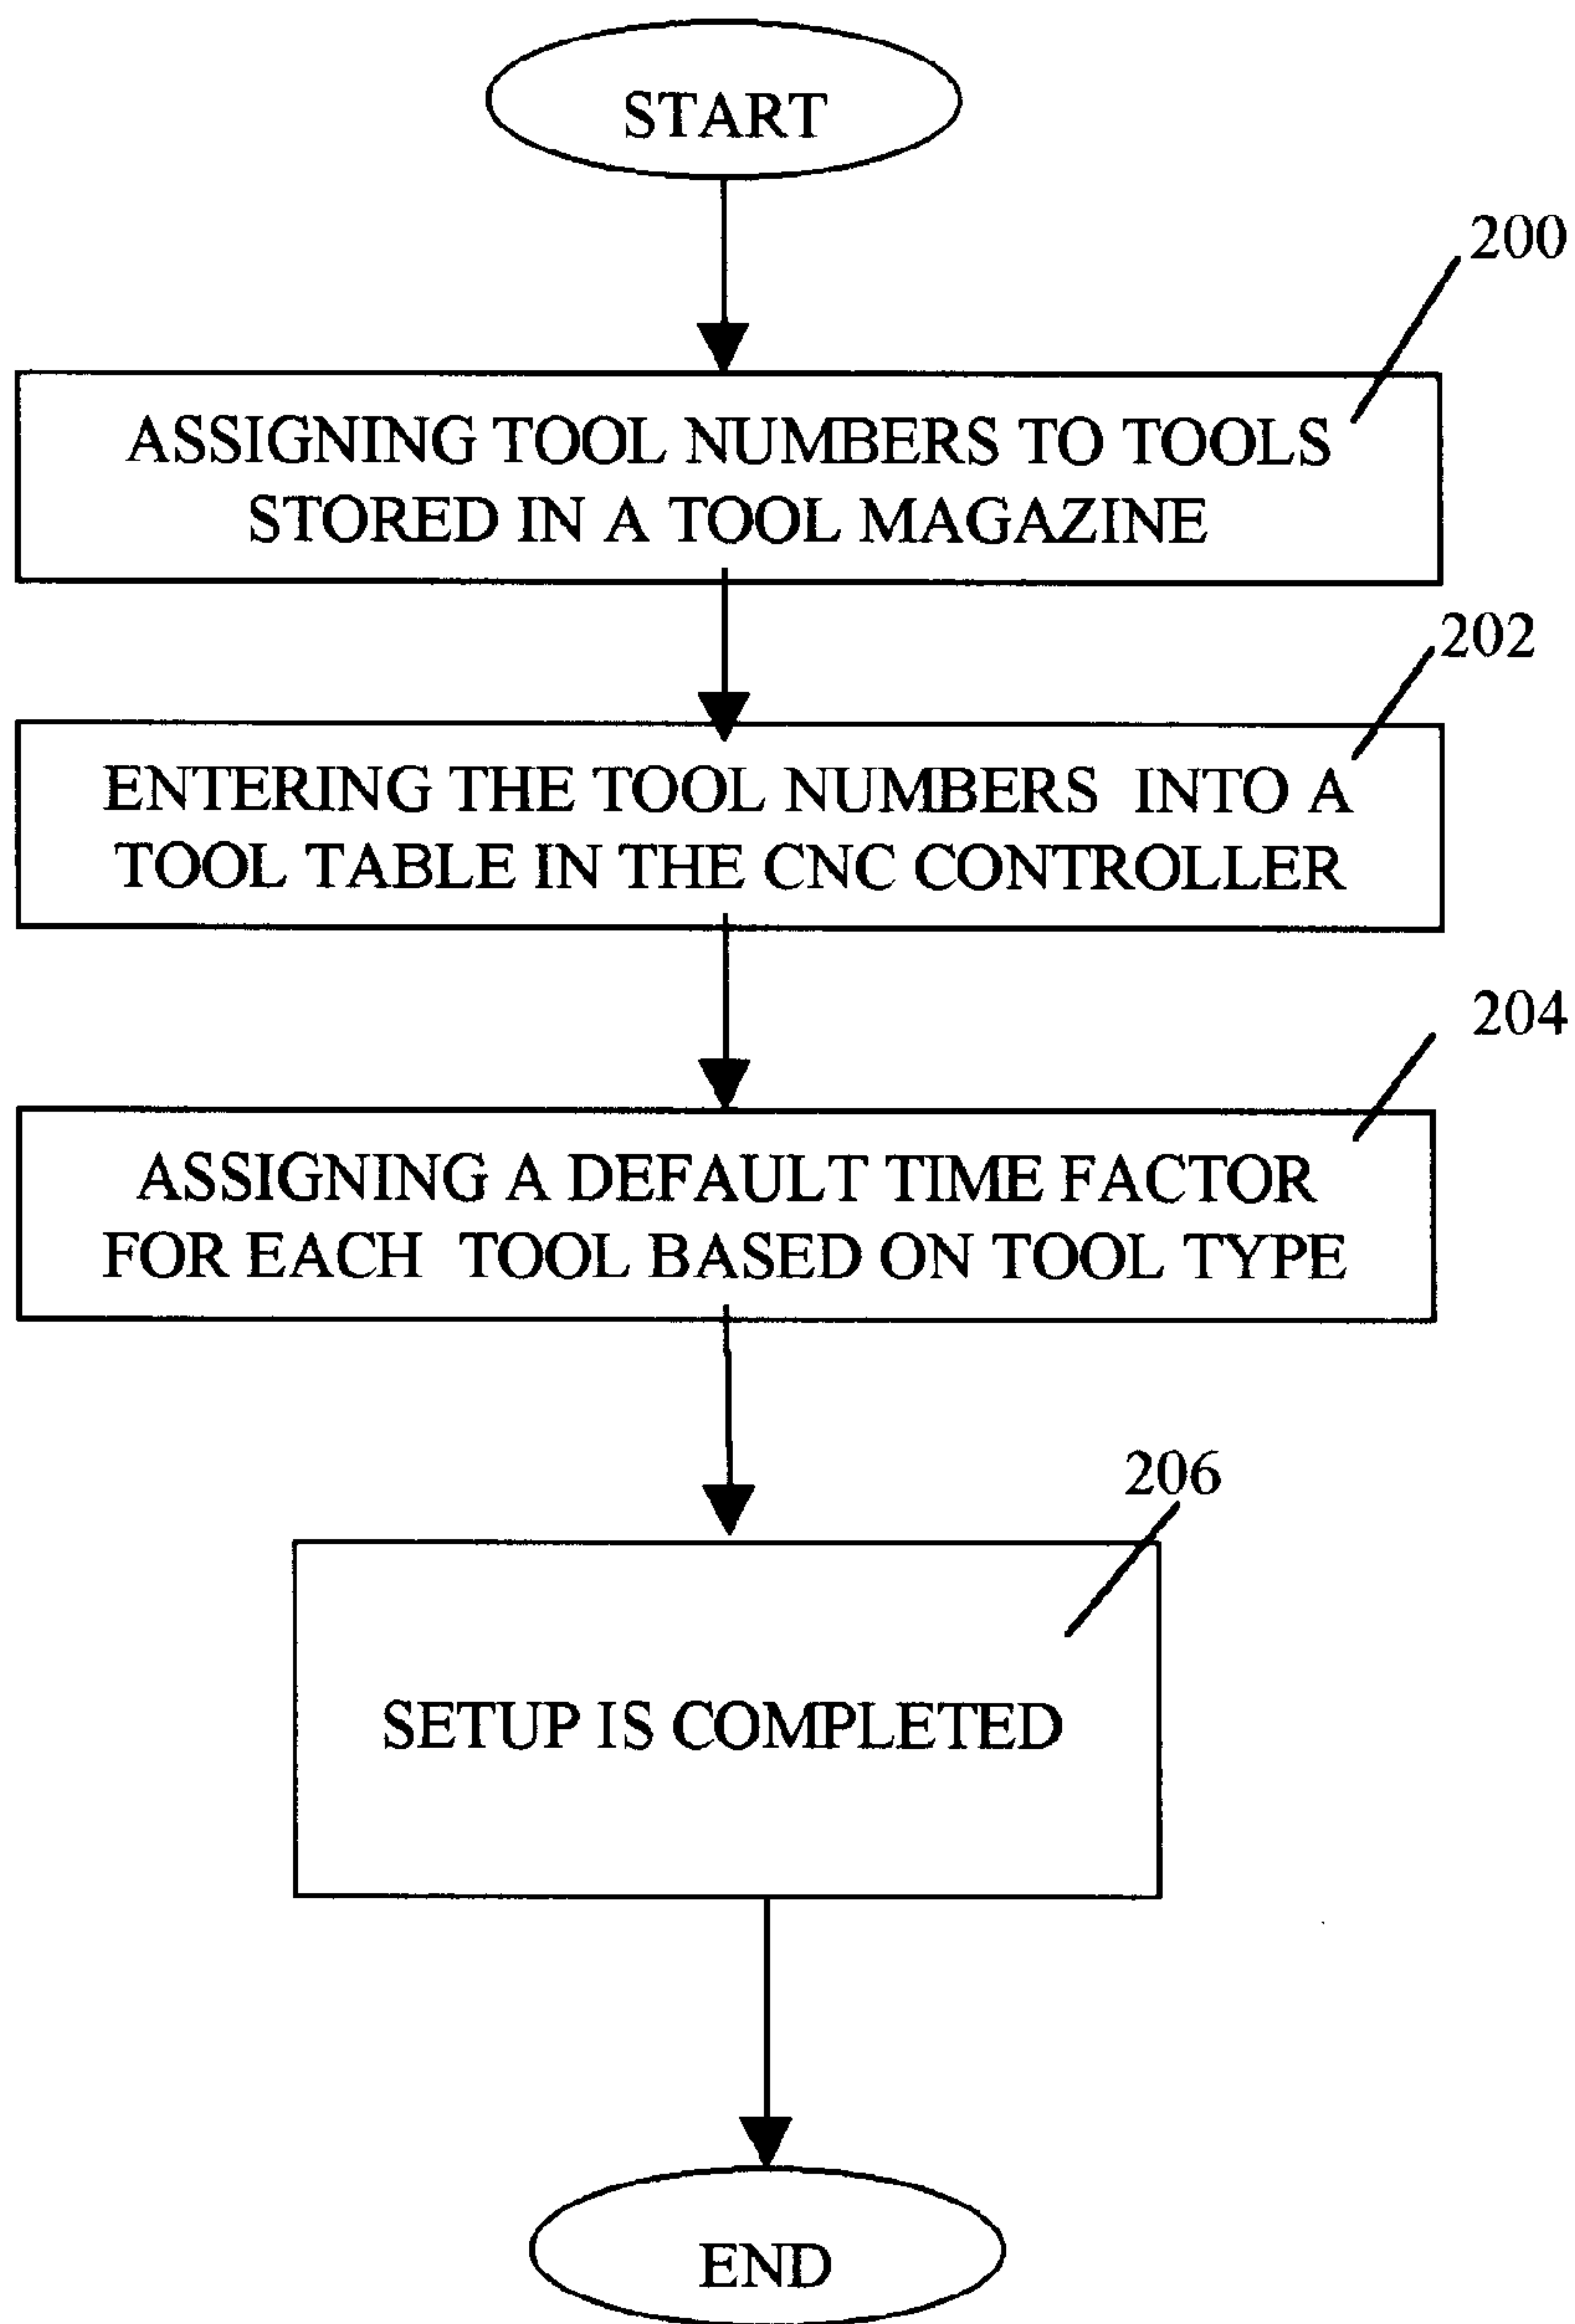 START
200
ASSIGNING TOOL NUMBERS TO TOOLS
STORED IN A TOOL MAGAZINE
202
ENTERING THE TOOL NUMBERS INTO A
TOOL TABLE IN THE CNC CONTROLLER
204
ASSIGNING A DEFAULT TIME FACTOR
FOR EACH TOOL BASED ON TOOL TYPE
206
SETUP IS COMPLETED
END